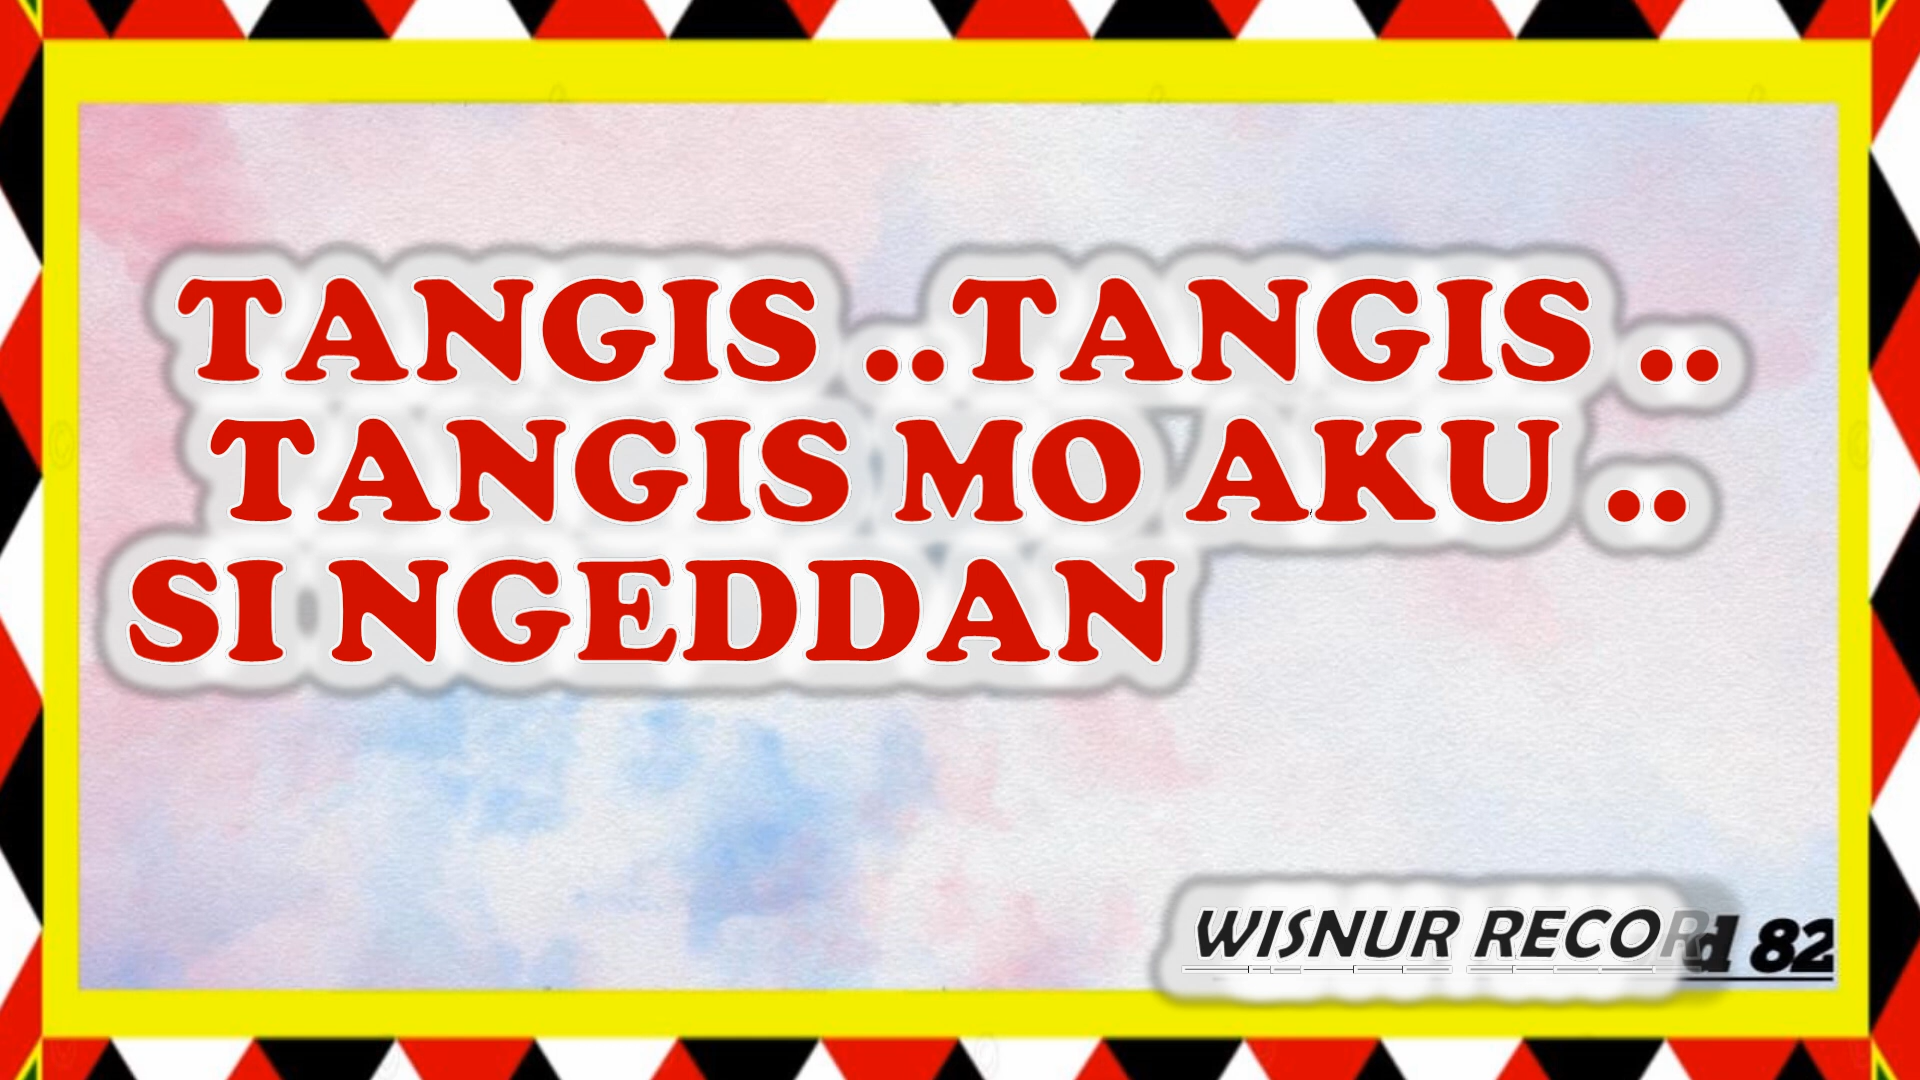 TANGIS ..TANGIS ..
TANGIS MO AKU ..
SI NGEDDAN
WISNUR RECORd 82